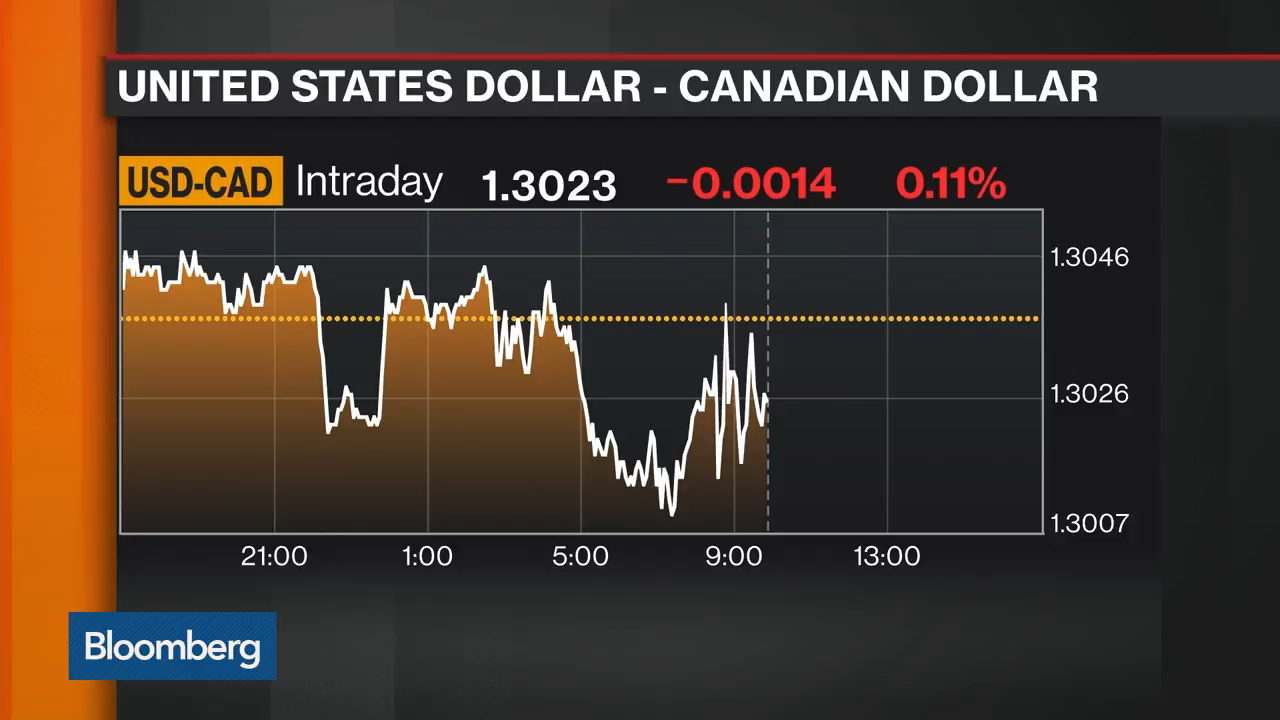 UNITED STATES DOLLAR - CANADIAN DOLLAR
USD-CAD Intraday 1.3023 -0.0014 0.11%
1.3046
1.3026
1.3007
21:00 1:00 5:00 9:00 13:00
Bloomberg